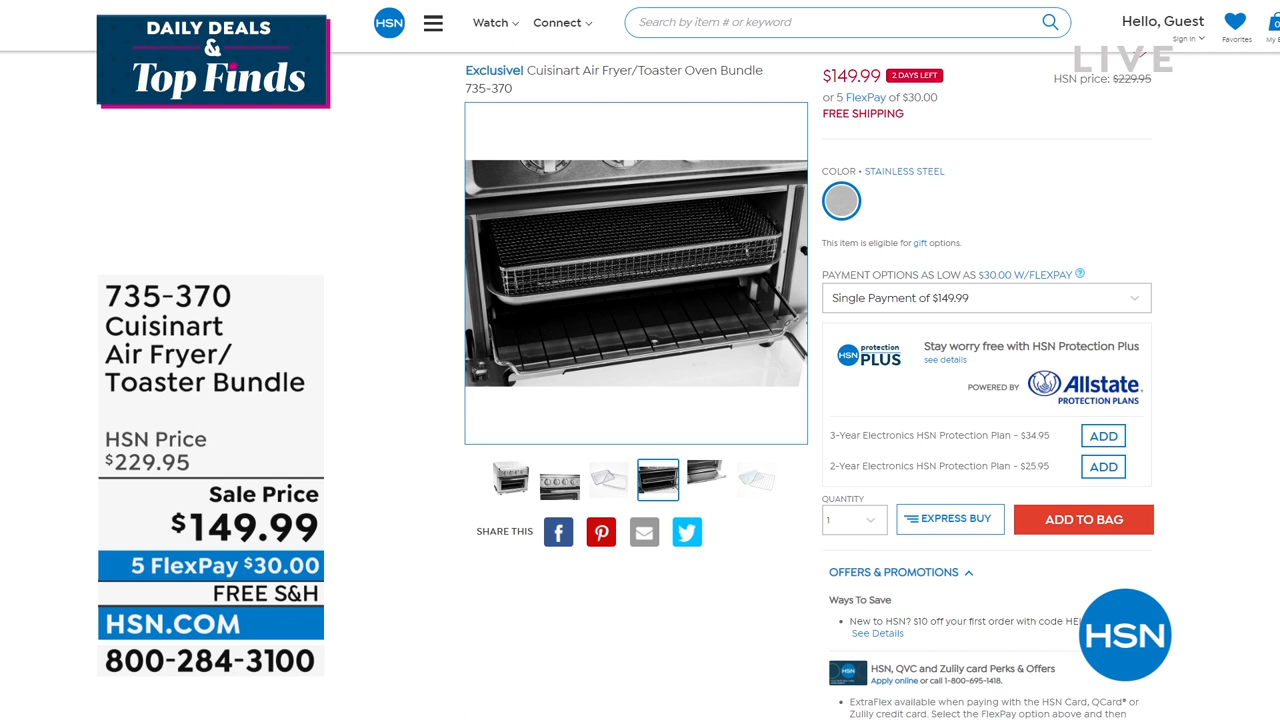 DAILY DEALS
&
Top Finds
HSN
Watch
Connect
Search by item # or keyword
Hello, Guest
Sign In
Favorites
0
LIVE
Exclusive! Cuisinart Air Fryer/Toaster Oven Bundle
735-370
$149.99
2 DAYS LEFT
HSN price: $229.95
or 5 FlexPay of $30.00
FREE SHIPPING
COLOR • STAINLESS STEEL
This item is eligible for gift options.
PAYMENT OPTIONS AS LOW AS $30.00 W/FLEXPAY ?
Single Payment of $149.99
HSN protection PLUS
Stay worry free with HSN Protection Plus
see details
POWERED BY Allstate.
PROTECTION PLANS
3-Year Electronics HSN Protection Plan - $34.95
ADD
2-Year Electronics HSN Protection Plan - $25.95
ADD
QUANTITY
1
EXPRESS BUY
ADD TO BAG
SHARE THIS
OFFERS & PROMOTIONS
Ways To Save
• New to HSN? $10 off your first order with code
See Details
HSN
HSN, QVC and Zulily card Perks & Offers
Apply online or call 1-800-695-1418.
• ExtraFlex available when paying with the HSN Card, QCard® or
Zulily credit card. Select the FlexPay option above and then
735-370
Cuisinart
Air Fryer/
Toaster Bundle
HSN Price
$229.95
Sale Price
$149.99
5 FlexPay $30.00
FREE S&H
HSN.COM
800-284-3100
HSN